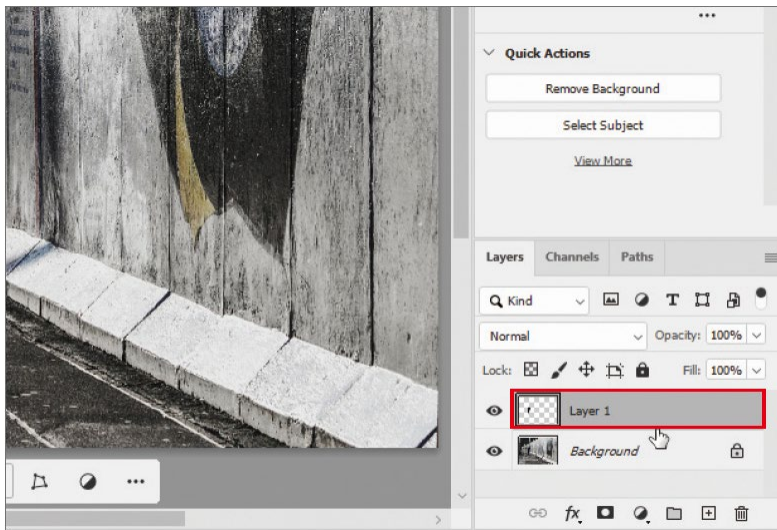 Quick Actions
Remove Background
Select Subject
View More
Layers Channels Paths
Kind
Normal Opacity: 100%
Lock: Fill: 100%
Layer 1
Background
fx